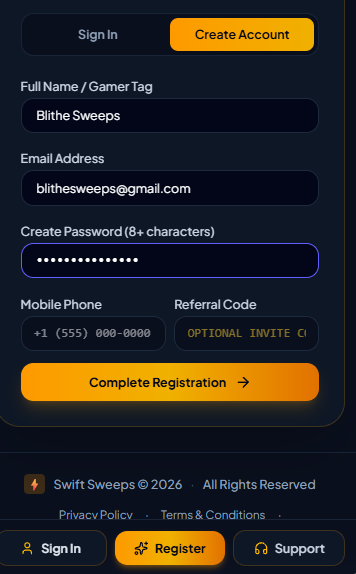 Sign In Create Account
Full Name / Gamer Tag
Blithe Sweeps
Email Address
blithesweeps@gmail.com
Create Password (8+ characters)
•••••••••••••••
Mobile Phone Referral Code
+1 (555) 000-0000 OPTIONAL INVITE C
Complete Registration →
Swift Sweeps © 2026 · All Rights Reserved
Privacy Policy · Terms & Conditions ·
Sign In Register Support